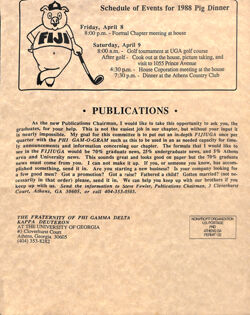 Schedule of Events for 1988 Pig Dinner
FIJI
Friday, April 8
8:00 p.m. - Formal Chapter meeting at house
Saturday, April 9
8:00 a.m. - Golf tournament at UGA golf course
After golf - Cook out at the house, picture taking, and
visit to 1055 Prince Avenue
4:30 p.m. - House Corporation meeting at the house
7:30 p.m. - Dinner at the Athens Country Club
• PUBLICATIONS •
As the new Publications Chairman, I would like to take this opportunity to ask you, the
graduates, for your help. This is not the easiest job in our chapter, but without your input it
is nearly impossible. My goal for this committee is to put out an in-depth FIJIUGA once per
quarter with the PHI GAM-O-GRAM such as this to be used in as needed capacity for time-
ly announcements and information concerning our chapter. The formula that I would like to
use in the FIJIUGA would be 70% graduate news, 25% undergraduate news, and 5% Athens
area and University news. This sounds great and looks good on paper but the 70% graduate
news must come from you. I can not make it up. If you, or someone you know, has accom-
plished something, send it in. Are you starting a new business? Is your company looking for
a few good men? Got a promotion? Got a raise? Fathered a child? Gotten married? (not ne-
cessarily in that order) please, send it in. We can help you keep up with our brothers if you
keep up with us. Send the information to Steve Fowler, Publications Chairman, 3 Cloverhurst
Court, Athens, GA 30605, or call 404-353-
THE FRATERNITY OF PHI GAMMA DELTA
KAPPA DEUTERON
AT THE UNIVERSITY OF GEORGIA
Cloverhurst Court
Athens, Georgia 30605
(404) 353-8282
NONPROFIT ORGANIZATION
US POSTAGE
PAID
ATHENS GA
PERMIT